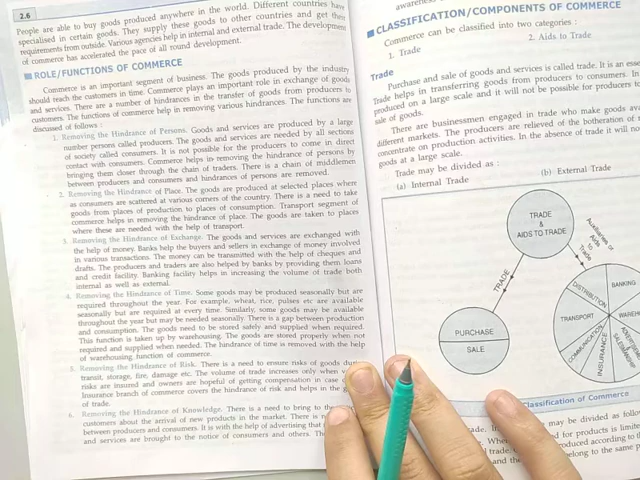 2.6
People are able to buy goods produced anywhere in the world. Different countries have
specialised in certain goods. They supply these goods to other countries and get their
requirements from outside. Various agencies help in internal and external trade. The development
of commerce has accelerated the pace of all round development.
ROLE/FUNCTIONS OF COMMERCE
Commerce is an important segment of business. The goods produced by the industry
should reach the customers in time. Commerce plays an important role in exchange of goods
and services. There are a number of hindrances in the transfer of goods from producers to
customers. The functions of commerce help in removing various hindrances. The functions are
discussed of follows :
1. Removing the Hindrance of Persons. Goods and services are produced by a large
number persons called producers. The goods and services are needed by all sections
of society called consumers. It is not possible for the producers to come in direct
contact with consumers. Commerce helps in removing the hindrance of persons by
bringing them closer through the chain of traders. There is a chain of middlemen
between producers and consumers and hindrances of persons are removed.
2. Removing the Hindrance of Place. The goods are produced at selected places where
as consumers are scattered at various corners of the country. There is a need to take
goods from places of production to places of consumption. Transport segment of
commerce helps in removing the hindrance of place. The goods are taken to places
where these are needed with the help of transport.
3. Removing the Hindrance of Exchange. The goods and services are exchanged with
the help of money. Banks help the buyers and sellers in exchange of money involved
in various transactions. The money can be transmitted with the help of cheques and
drafts. The producers and traders are also helped by banks by providing them loans
and credit facility. Banking facility helps in increasing the volume of trade both
internal as well as external.
4. Removing the Hindrance of Time. Some goods may be produced seasonally but are
required throughout the year. For example, wheat, rice, pulses etc are available
seasonally but are required at every time. Similarly, some goods may be available
throughout the year but may be needed seasonally. There is a gap between production
and consumption. The goods need to be stored safely and supplied when required.
This function is taken up by warehousing. The goods are stored properly when not
required and supplied when needed. The hindrance of time is removed with the help
of warehousing function of commerce.
5. Removing the Hindrance of Risk. There is a need to ensure risks of goods
transit, storage, fire, damage etc. The volume of trade increases only when
risks are insured and owners are hopeful of getting compensation in case
Insurance branch of commerce covers the hindrance of risk and helps in the
of trade.
6. Removing the Hindrance of Knowledge. There is a need to bring to the
customers about the arrival of new products in the market. There is
between producers and consumers. It is with the help of advertising that
and services are brought to the notice of consumers and others.
CLASSIFICATION/COMPONENTS OF COMMERCE
Commerce can be classified into two categories :
1. Trade 2. Aids to Trade
Trade
Purchase and sale of goods and services is called trade. It is an
Trade helps in transferring goods from producers to consumers. In
produced on a large scale and it will not be possible for producers to
sale of goods.
There are businessmen engaged in trade who make goods
different markets. The producers are relieved of the botheration of
concentrate on production activities. In the absence of trade it will
goods at a large scale.
Trade may be divided as :
(a) Internal Trade (b) External Trade
TRADE
&
AIDS TO TRADE
TRADE
Auxiliaries or
Aids
to
Trade
PURCHASE
SALE
DISTRIBUTION
BANKING
TRANSPORT
COMMUNICATION
INSURANCE
Classification of Commerce
may be divided as
for products is
produced according to
belong to the same